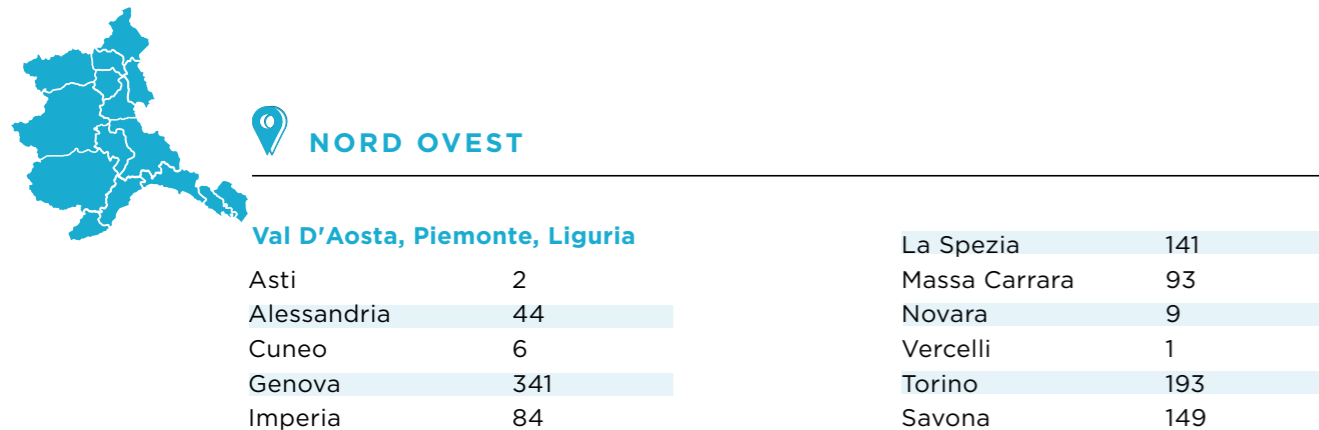 NORD OVEST
Val D'Aosta, Piemonte, Liguria
Asti 2
Alessandria 44
Cuneo 6
Genova 341
Imperia 84
La Spezia 141
Massa Carrara 93
Novara 9
Vercelli 1
Torino 193
Savona 149